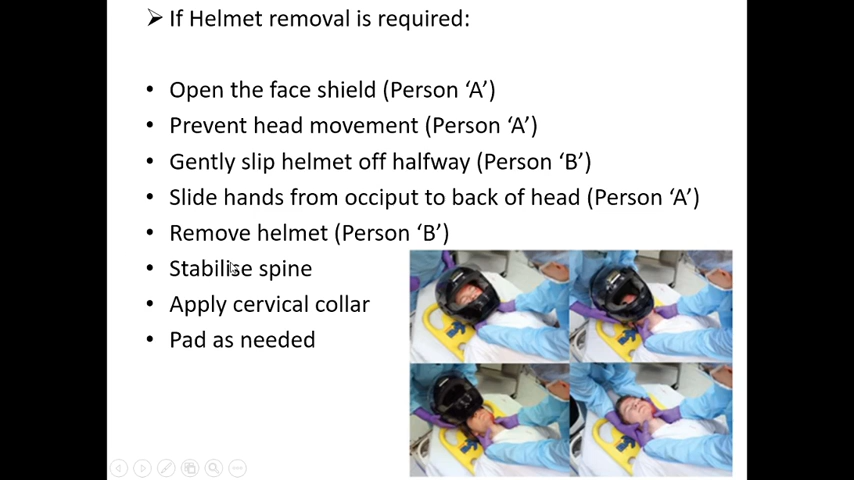 ➢ If Helmet removal is required:
• Open the face shield (Person ‘A’)
• Prevent head movement (Person ‘A’)
• Gently slip helmet off halfway (Person ‘B’)
• Slide hands from occiput to back of head (Person ‘A’)
• Remove helmet (Person ‘B’)
• Stabilise spine
• Apply cervical collar
• Pad as needed